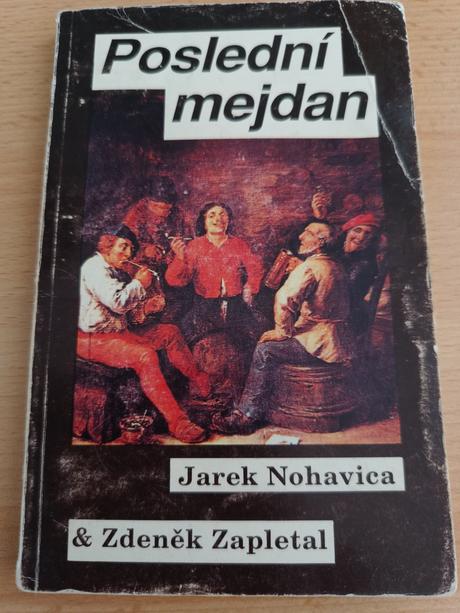 Poslední
mejdan
Jarek Nohavica
& Zdeněk Zapletal